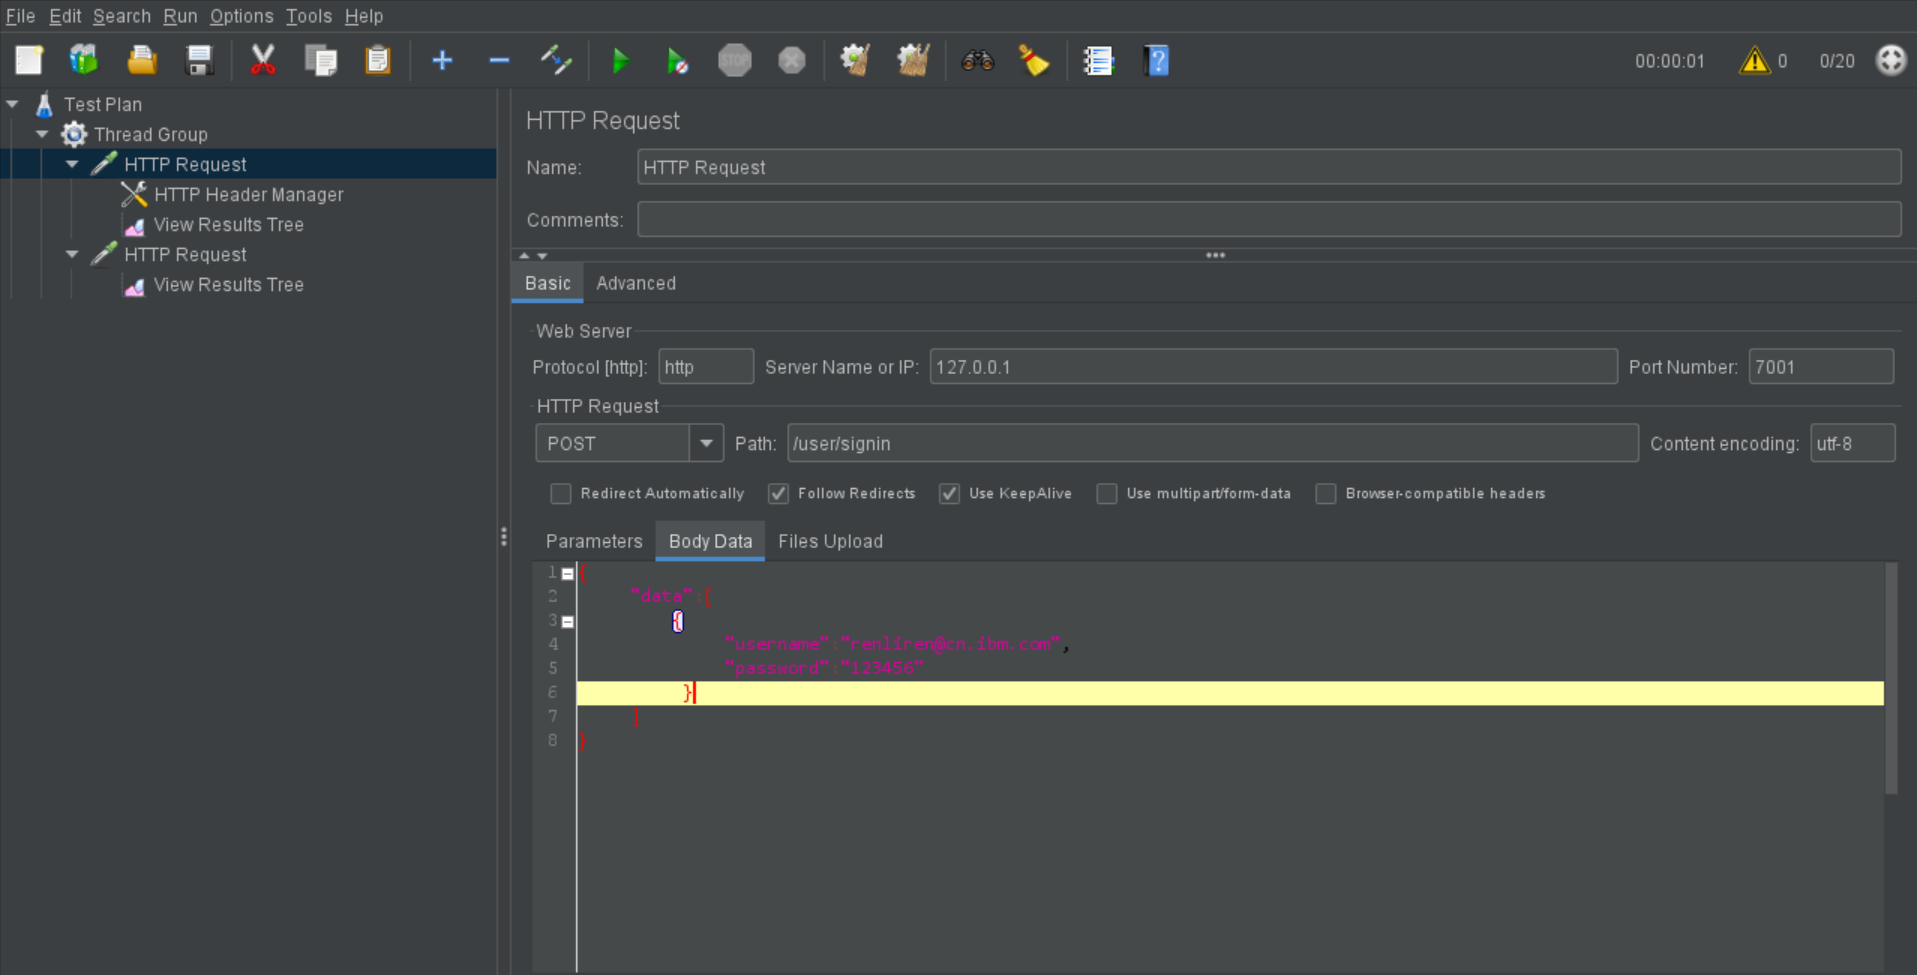 File Edit Search Run Options Tools Help
STOP 00:00:01 0 0/20
Test Plan
Thread Group
HTTP Request
HTTP Header Manager
View Results Tree
HTTP Request
View Results Tree
HTTP Request
Name: HTTP Request
Comments:
Basic Advanced
Web Server
Protocol [http]: http Server Name or IP: 127.0.0.1 Port Number: 7001
HTTP Request
POST Path: /user/signin Content encoding: utf-8
Redirect Automatically Follow Redirects Use KeepAlive Use multipart/form-data Browser-compatible headers
Parameters Body Data Files Upload
1 {
2 "data":[
3 {
4 "username":"renliren@cn.ibm.com",
5 "password":"123456"
6 }
7 ]
8 }